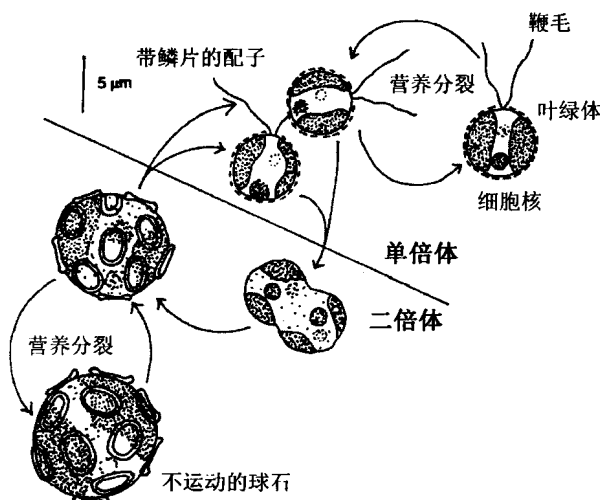 鞭毛
带鳞片的配子
5 μm
营养分裂
叶绿体
细胞核
单倍体
二倍体
营养分裂
不运动的球石